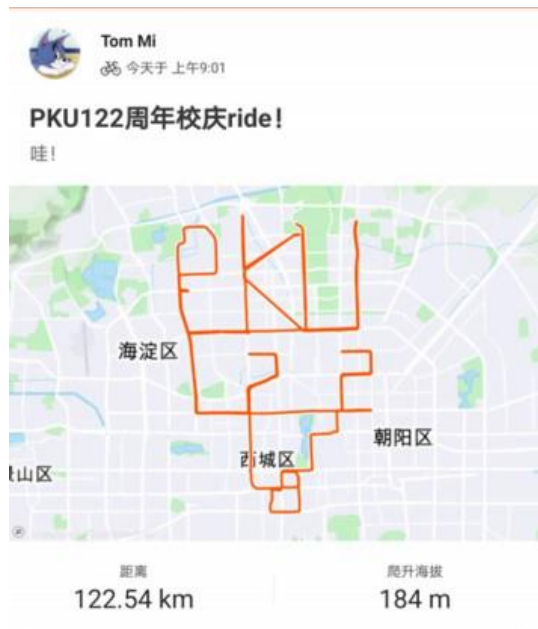 Tom Mi
今天于 上午9:01
PKU122周年校庆ride!
哇!
海淀区
朝阳区
西城区
山区
距离
爬升海拔
122.54 km
184 m